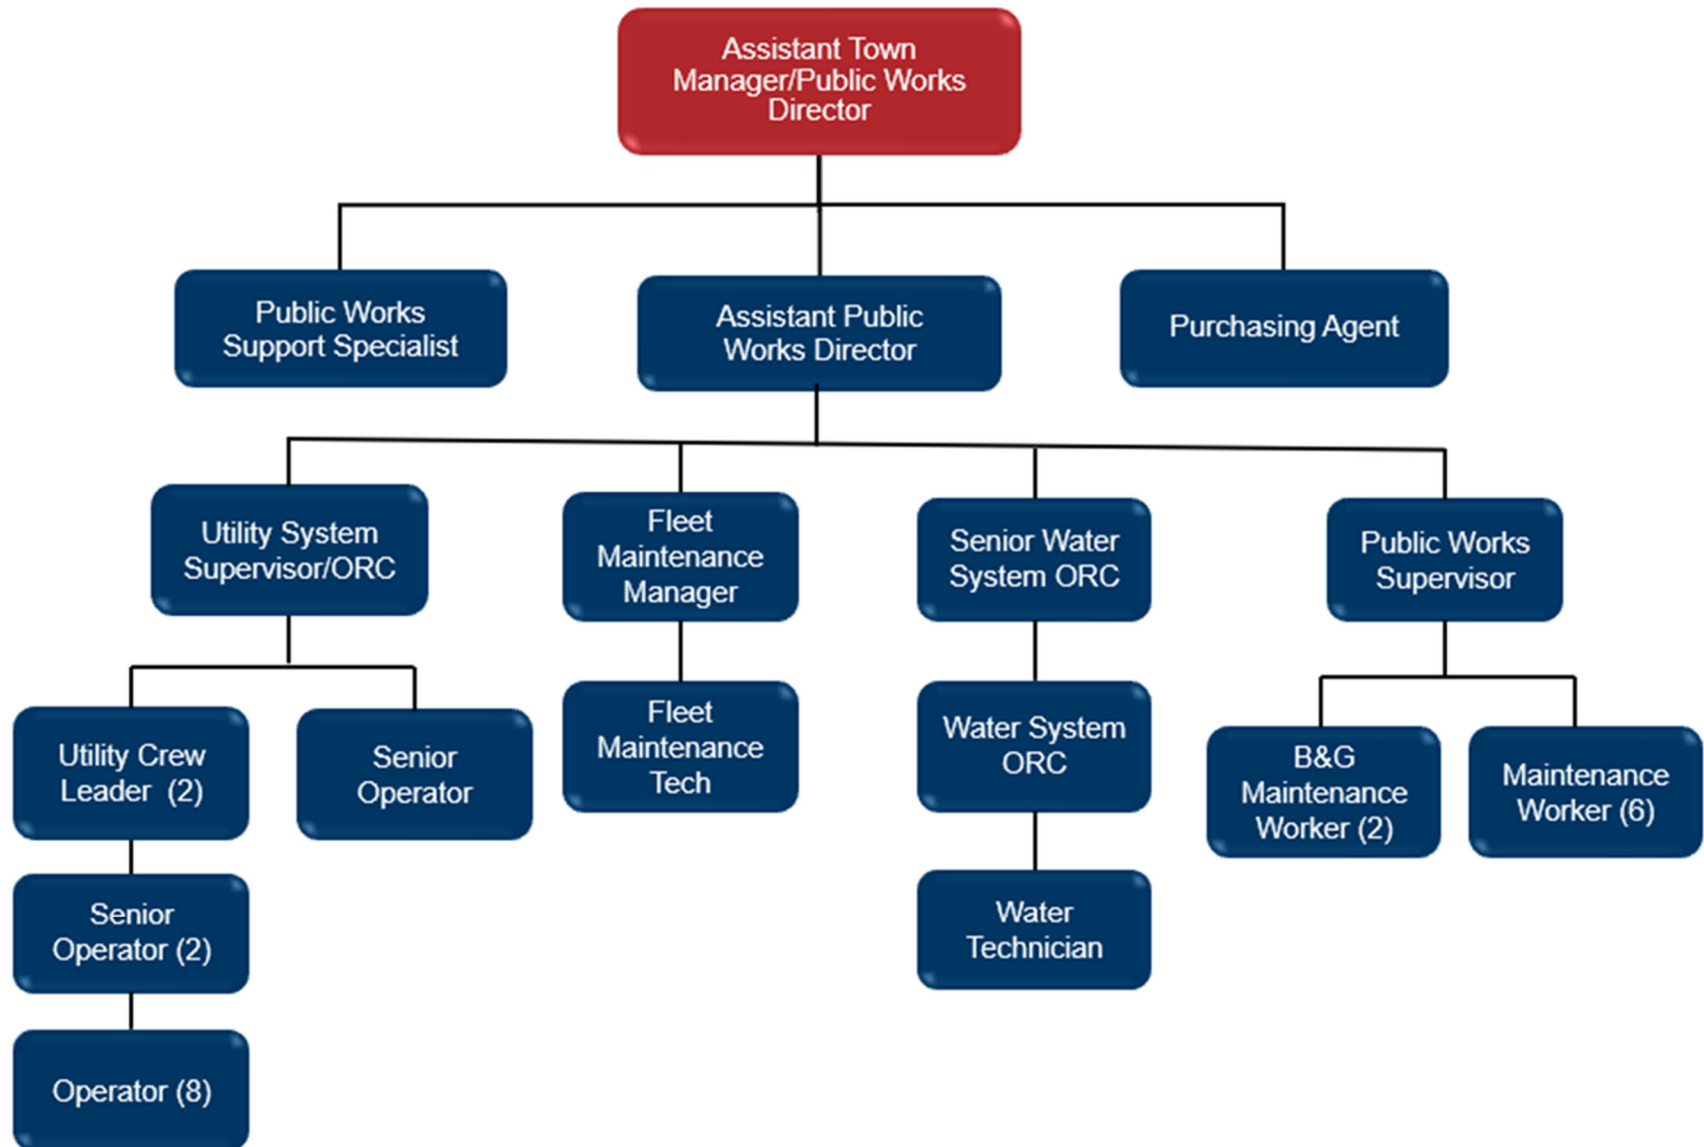 Assistant Town
Manager/Public Works
Director
Public Works
Support Specialist
Assistant Public
Works Director
Purchasing Agent
Utility System
Supervisor/ORC
Fleet
Maintenance
Manager
Senior Water
System ORC
Public Works
Supervisor
Utility Crew
Leader (2)
Senior
Operator
Fleet
Maintenance
Tech
Water System
ORC
B&G
Maintenance
Worker (2)
Maintenance
Worker (6)
Senior
Operator (2)
Water
Technician
Operator (8)